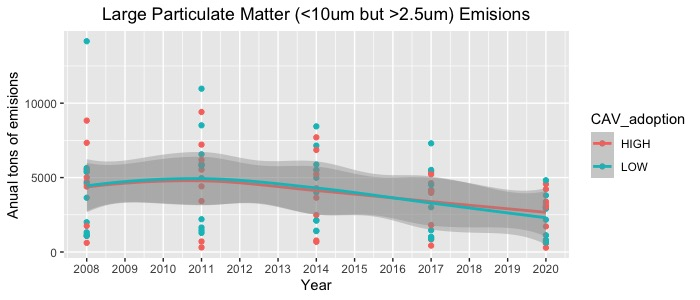 Large Particulate Matter (<10um but >2.5um) Emisions
Anual tons of emisions
10000
5000
0
2008 2009 2010 2011 2012 2013 2014 2015 2016 2017 2018 2019 2020
Year
CAV_adoption
HIGH
LOW